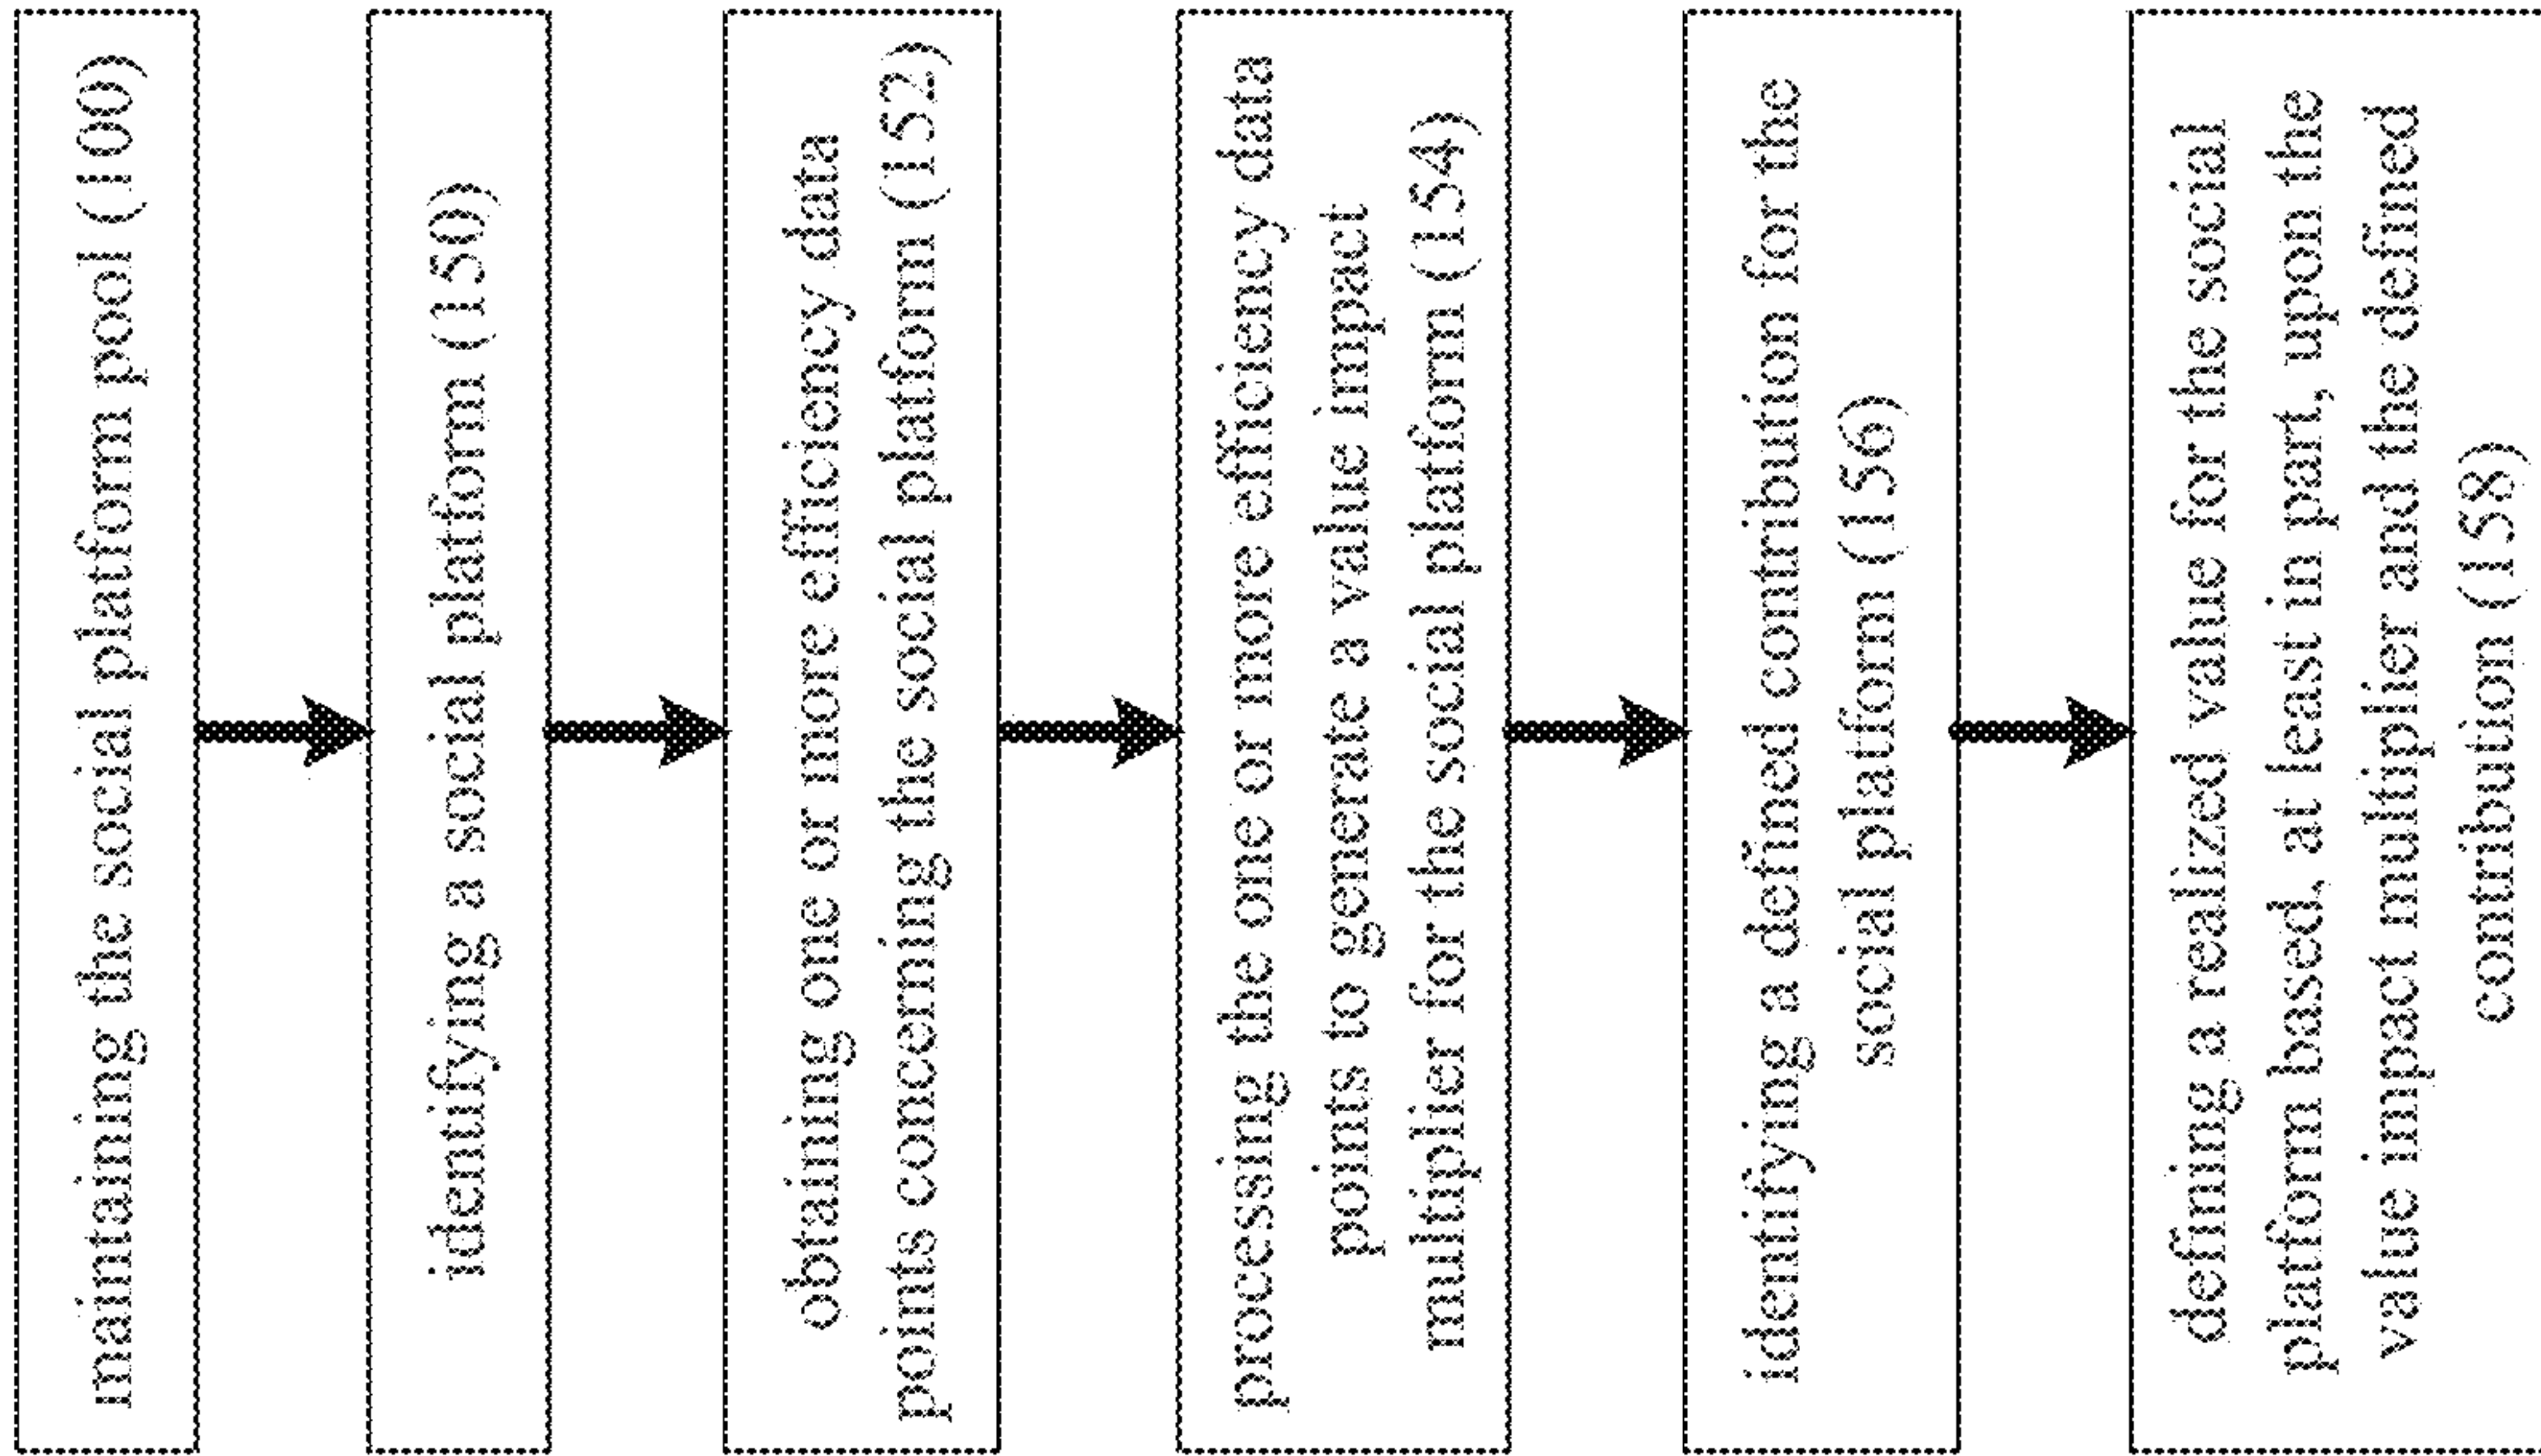 maintaining the social platform pool (100)
identifying a social platform (150)
obtaining one or more efficiency data
points concerning the social platform (152)
processing the one or more efficiency data
points to generate a value impact
multiplier for the social platform (154)
identifying a defined contribution for the
social platform (156)
defining a realized value for the social
platform based, at least in part, upon the
value impact multiplier and the defined
contribution (158)